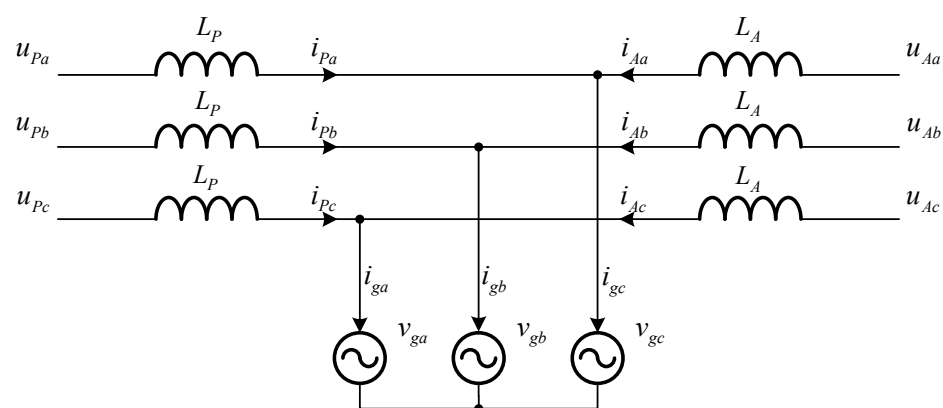 L_P i_Pa i_Aa L_A
u_Pa u_Aa
L_P i_Pb i_Ab L_A
u_Pb u_Ab
L_P i_Pc i_Ac L_A
u_Pc u_Ac
i_ga i_gb i_gc
v_ga v_gb v_gc